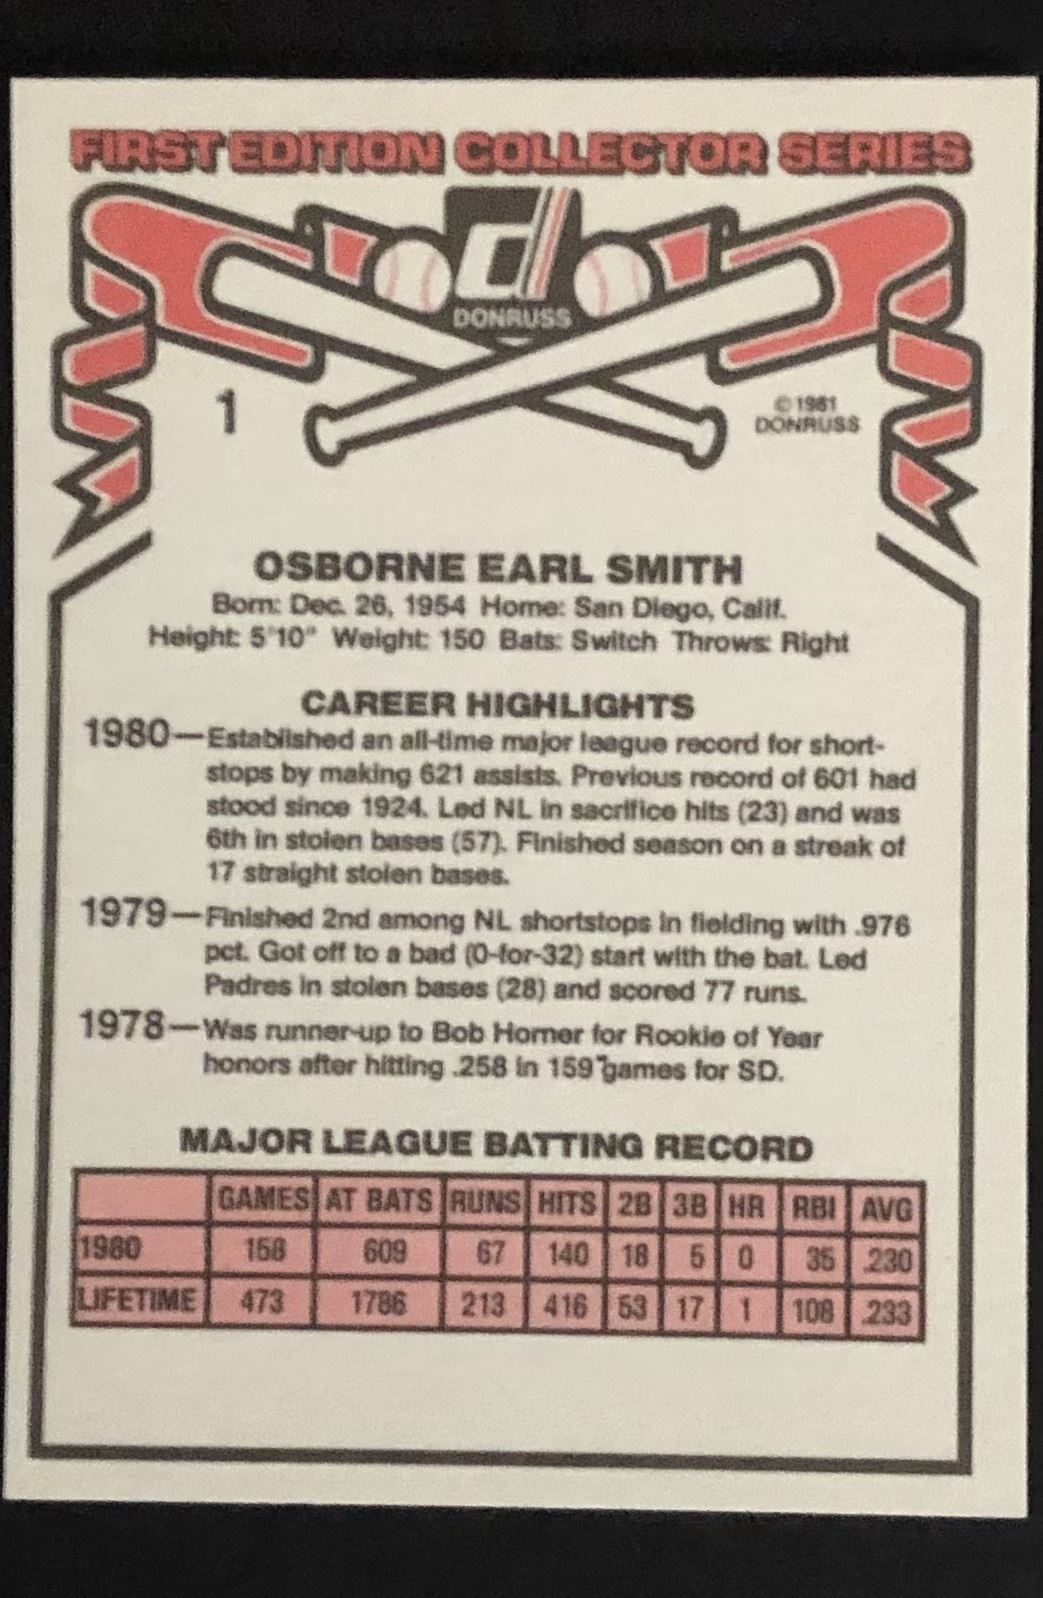 FIRST EDITION COLLECTOR SERIES
d
DONRUSS
1
© 1981
DONRUSS
OSBORNE EARL SMITH
Born: Dec. 26, 1954 Home: San Diego, Calif.
Height: 5'10" Weight: 150 Bats: Switch Throws: Right
CAREER HIGHLIGHTS
1980—Established an all-time major league record for short-
stops by making 621 assists. Previous record of 601 had
stood since 1924. Led NL in sacrifice hits (23) and was
6th in stolen bases (57). Finished season on a streak of
17 straight stolen bases.
1979—Finished 2nd among NL shortstops in fielding with .976
pct. Got off to a bad (0-for-32) start with the bat. Led
Padres in stolen bases (28) and scored 77 runs.
1978—Was runner-up to Bob Horner for Rookie of Year
honors after hitting .258 in 159 games for SD.
MAJOR LEAGUE BATTING RECORD
GAMES AT BATS RUNS HITS 2B 3B HR RBI AVG
1980 158 609 67 140 18 5 0 35 .230
LIFETIME 473 1786 213 416 53 17 1 108 .233